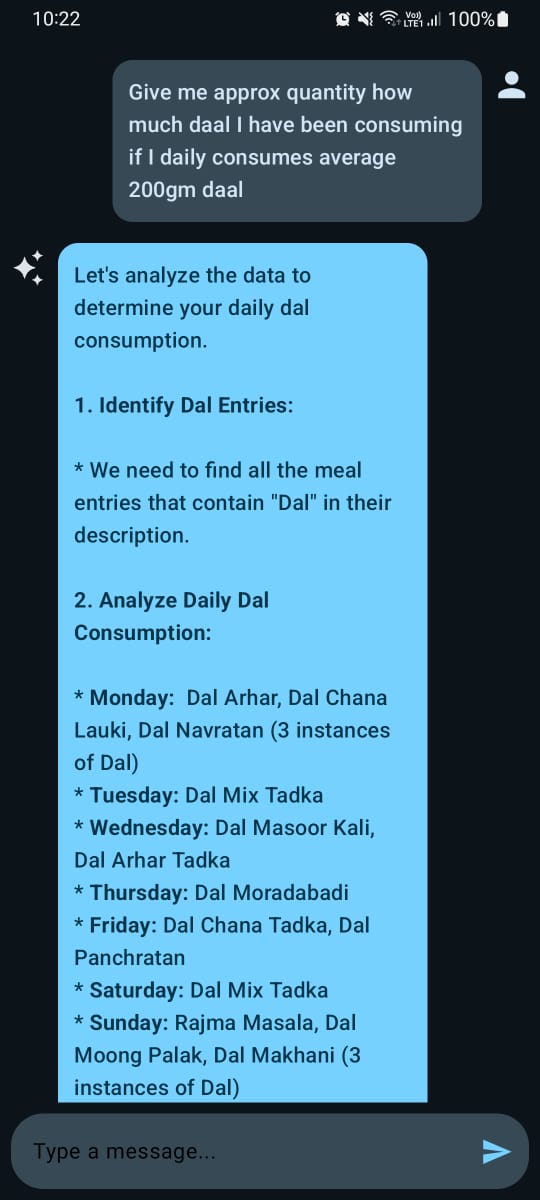 10:22
Vo))
LTE1
100%
Give me approx quantity how
much daal I have been consuming
if I daily consumes average
200gm daal
Let's analyze the data to
determine your daily dal
consumption.
1. Identify Dal Entries:
* We need to find all the meal
entries that contain "Dal" in their
description.
2. Analyze Daily Dal
Consumption:
* Monday:  Dal Arhar, Dal Chana
Lauki, Dal Navratan (3 instances
of Dal)
* Tuesday: Dal Mix Tadka
* Wednesday: Dal Masoor Kali,
Dal Arhar Tadka
* Thursday: Dal Moradabadi
* Friday: Dal Chana Tadka, Dal
Panchratan
* Saturday: Dal Mix Tadka
* Sunday: Rajma Masala, Dal
Moong Palak, Dal Makhani (3
instances of Dal)
Type a message...